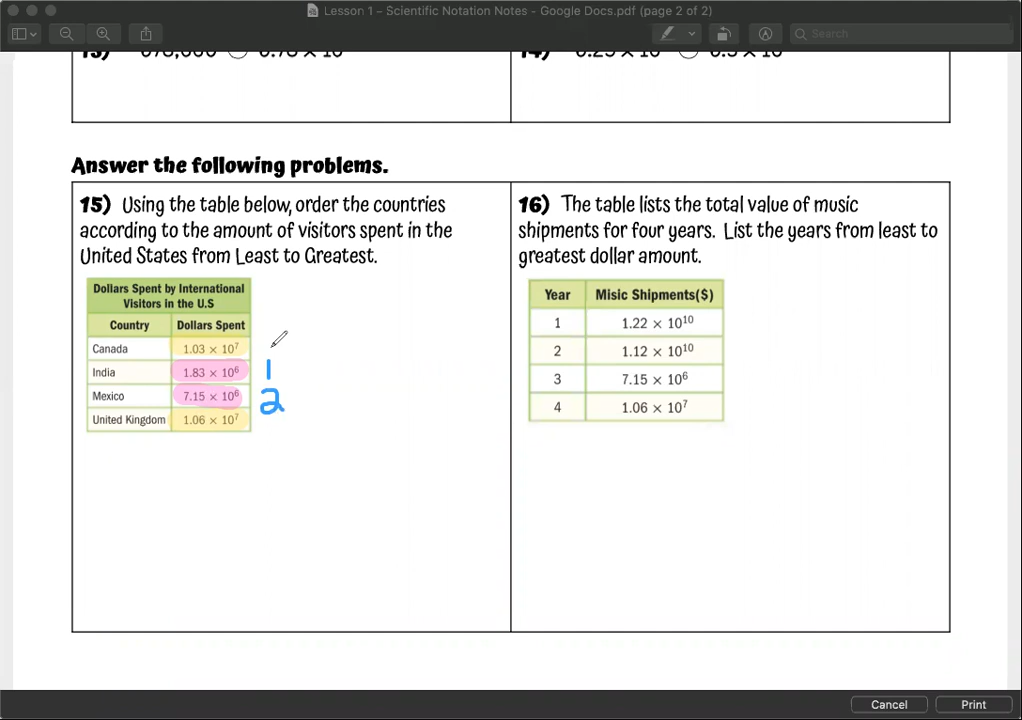 Lesson 1 – Scientific Notation Notes - Google Docs.pdf (page 2 of 2)
Search
Answer the following problems.
15) Using the table below, order the countries
according to the amount of visitors spent in the
United States from Least to Greatest.
Dollars Spent by International
Visitors in the U.S
Country Dollars Spent
Canada 1.03 × 10⁷
India 1.83 × 10⁶ 1
Mexico 7.15 × 10⁶ 2
United Kingdom 1.06 × 10⁷
16) The table lists the total value of music
shipments for four years. List the years from least to
greatest dollar amount.
Year Misic Shipments($)
1 1.22 × 10¹⁰
2 1.12 × 10¹⁰
3 7.15 × 10⁶
4 1.06 × 10⁷
Cancel Print